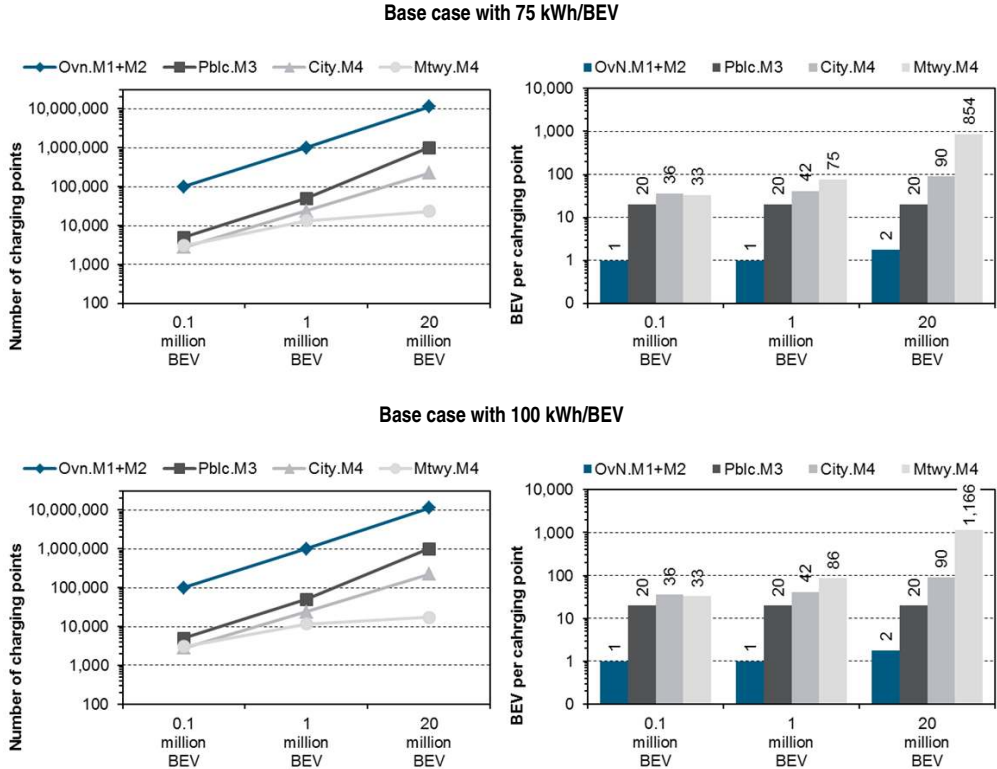 Base case with 75 kWh/BEV
Ovn.M1+M2 Pblc.M3 City.M4 Mtwy.M4
Number of charging points
10,000,000
1,000,000
100,000
10,000
1,000
100
0.1 1 20
million million million
BEV BEV BEV
OvN.M1+M2 Pblc.M3 City.M4 Mtwy.M4
BEV per cahrging point
10,000
1,000
100
10
1
0
1 20 36 33
1 20 42 75
2 20 90 854
0.1 1 20
million million million
BEV BEV BEV
Base case with 100 kWh/BEV
Ovn.M1+M2 Pblc.M3 City.M4 Mtwy.M4
Number of charging points
10,000,000
1,000,000
100,000
10,000
1,000
100
0.1 1 20
million million million
BEV BEV BEV
OvN.M1+M2 Pblc.M3 City.M4 Mtwy.M4
BEV per cahrging point
10,000
1,000
100
10
1
0
1 20 36 33
1 20 42 86
2 20 90 1,166
0.1 1 20
million million million
BEV BEV BEV